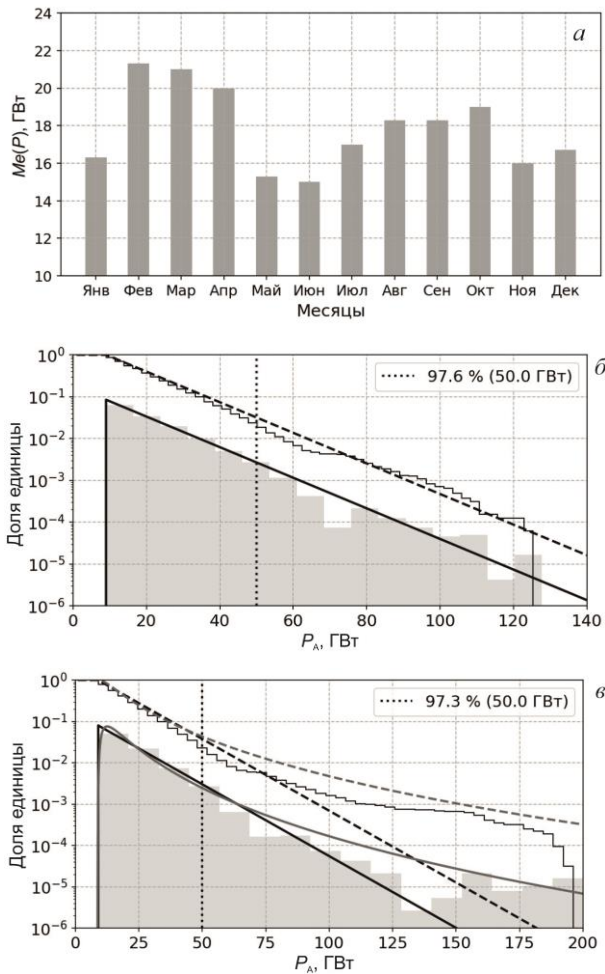 a
Me(P), ГВт
24
22
20
18
16
14
12
10
Янв Фев Мар Апр Май Июн Июл Авг Сен Окт Ноя Дек
Месяцы
б
Доля единицы
10⁰
10⁻¹
10⁻²
10⁻³
10⁻⁴
10⁻⁵
10⁻⁶
97.6 % (50.0 ГВт)
0 20 40 60 80 100 120 140
P_A, ГВт
в
Доля единицы
10⁰
10⁻¹
10⁻²
10⁻³
10⁻⁴
10⁻⁵
10⁻⁶
97.3 % (50.0 ГВт)
0 25 50 75 100 125 150 175 200
P_A, ГВт